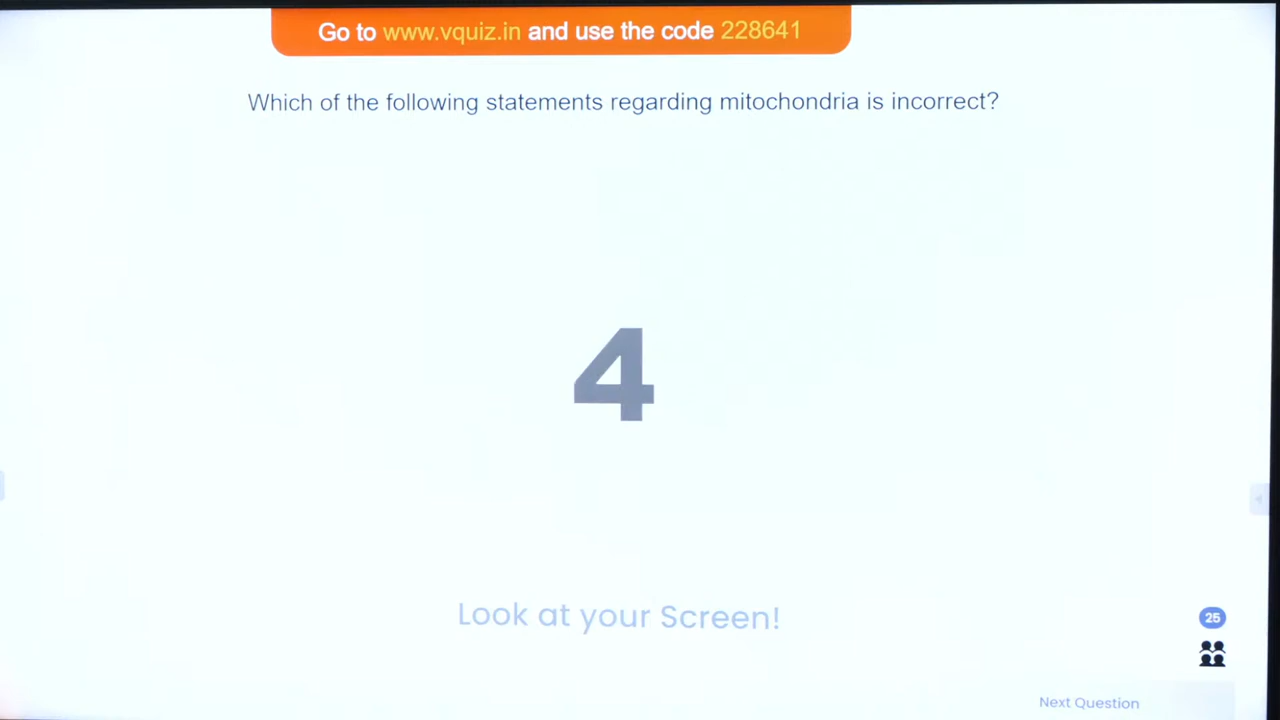 Go to www.vquiz.in and use the code 228641
Which of the following statements regarding mitochondria is incorrect?
4
Look at your Screen!
25
Next Question